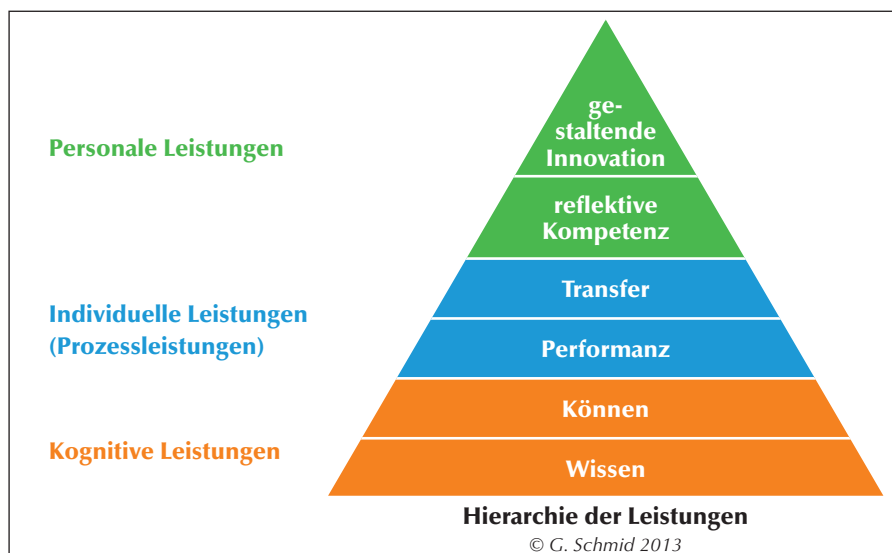 Personale Leistungen
ge-
staltende
Innovation
reflektive
Kompetenz
Individuelle Leistungen
(Prozessleistungen)
Transfer
Performanz
Kognitive Leistungen
Können
Wissen
Hierarchie der Leistungen
© G. Schmid 2013